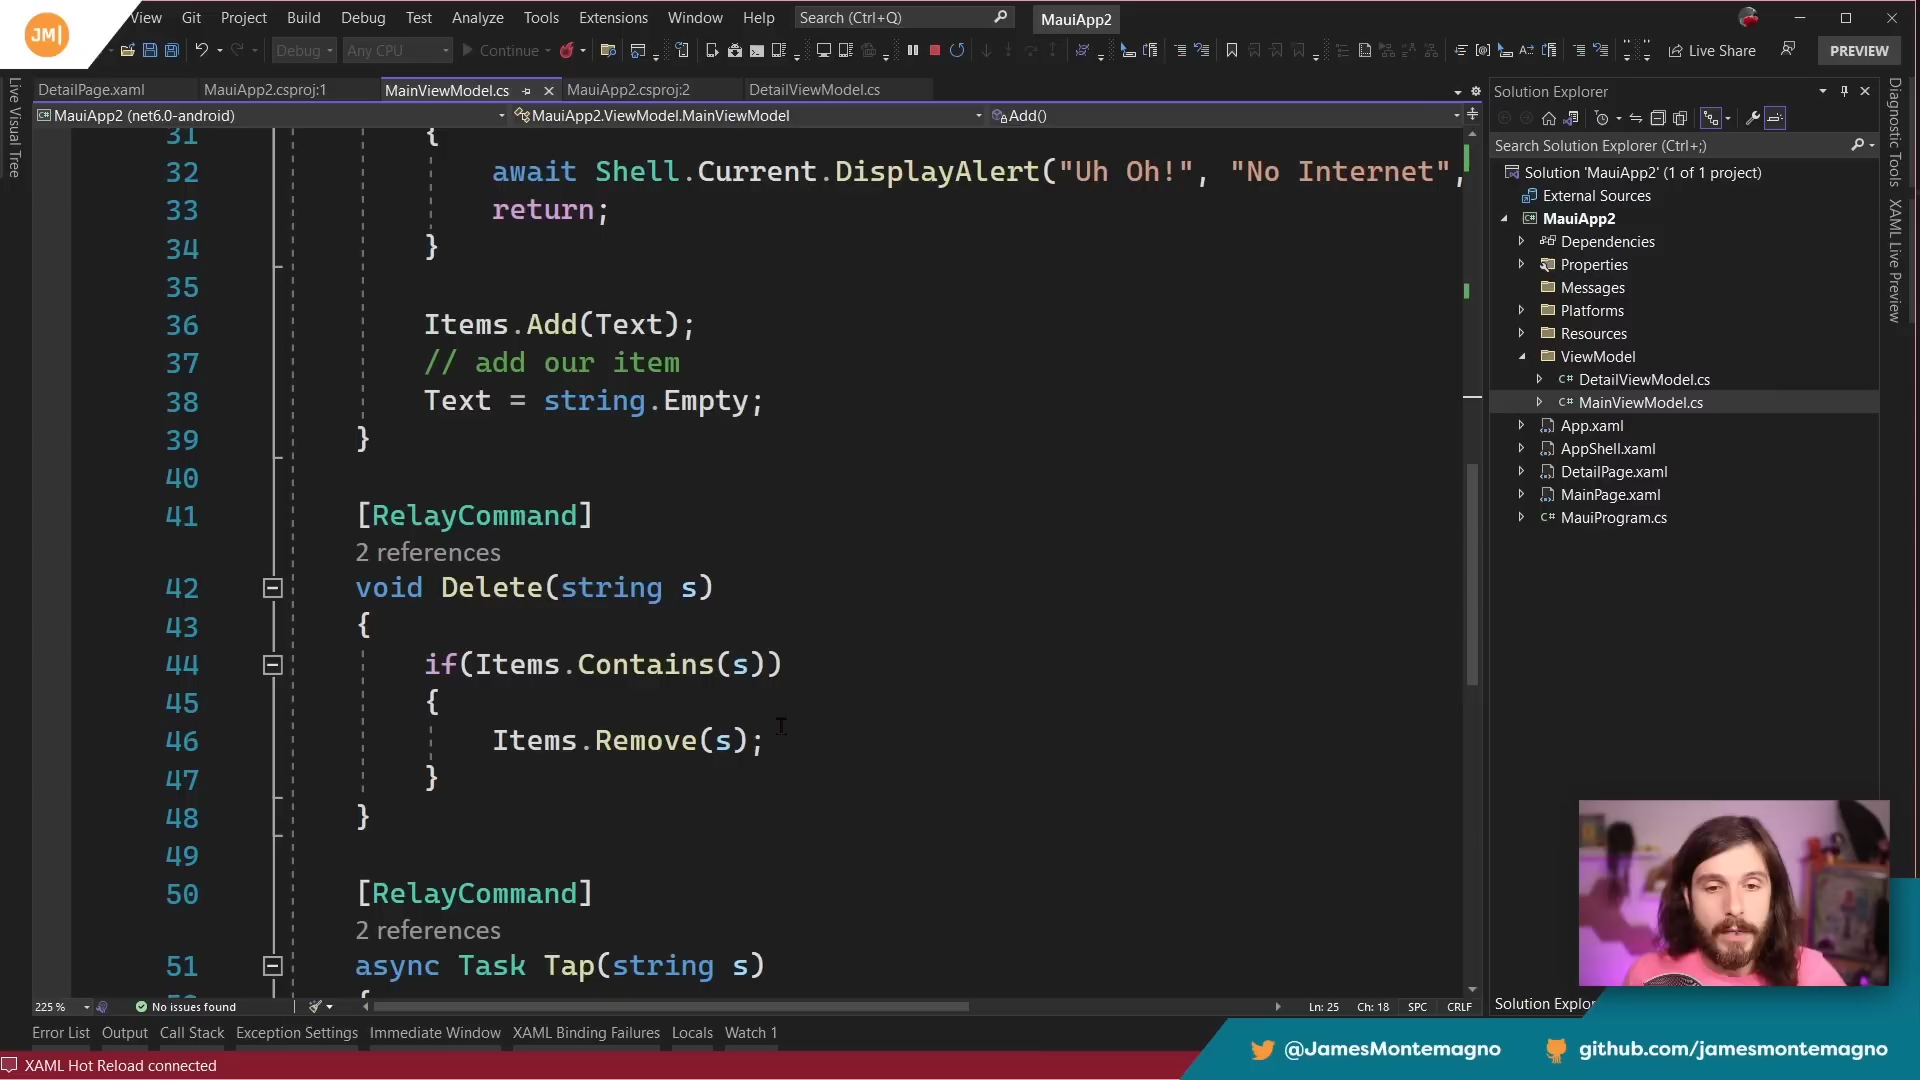 JM|
View Git Project Build Debug Test Analyze Tools Extensions Window Help Search (Ctrl+Q) MauiApp2
Debug Any CPU Continue Live Share PREVIEW
DetailPage.xaml MauiApp2.csproj:1 MainViewModel.cs MauiApp2.csproj:2 DetailViewModel.cs
MauiApp2 (net6.0-android) MauiApp2.ViewModel.MainViewModel Add()
Live Visual Tree
31 {
32 await Shell.Current.DisplayAlert("Uh Oh!", "No Internet",
33 return;
34 }
35
36 Items.Add(Text);
37 // add our item
38 Text = string.Empty;
39 }
40
41 [RelayCommand]
2 references
42 void Delete(string s)
43 {
44 if(Items.Contains(s))
45 {
46 Items.Remove(s);
47 }
48 }
49
50 [RelayCommand]
2 references
51 async Task Tap(string s)
{
225 % No issues found Ln: 25 Ch: 18 SPC CRLF
Error List Output Call Stack Exception Settings Immediate Window XAML Binding Failures Locals Watch 1
XAML Hot Reload connected
Solution Explorer
Search Solution Explorer (Ctrl+;)
Solution 'MauiApp2' (1 of 1 project)
External Sources
MauiApp2
Dependencies
Properties
Messages
Platforms
Resources
ViewModel
C# DetailViewModel.cs
C# MainViewModel.cs
App.xaml
AppShell.xaml
DetailPage.xaml
MainPage.xaml
C# MauiProgram.cs
Solution Explor
Diagnostic Tools
XAML Live Preview
@JamesMontemagno github.com/jamesmontemagno